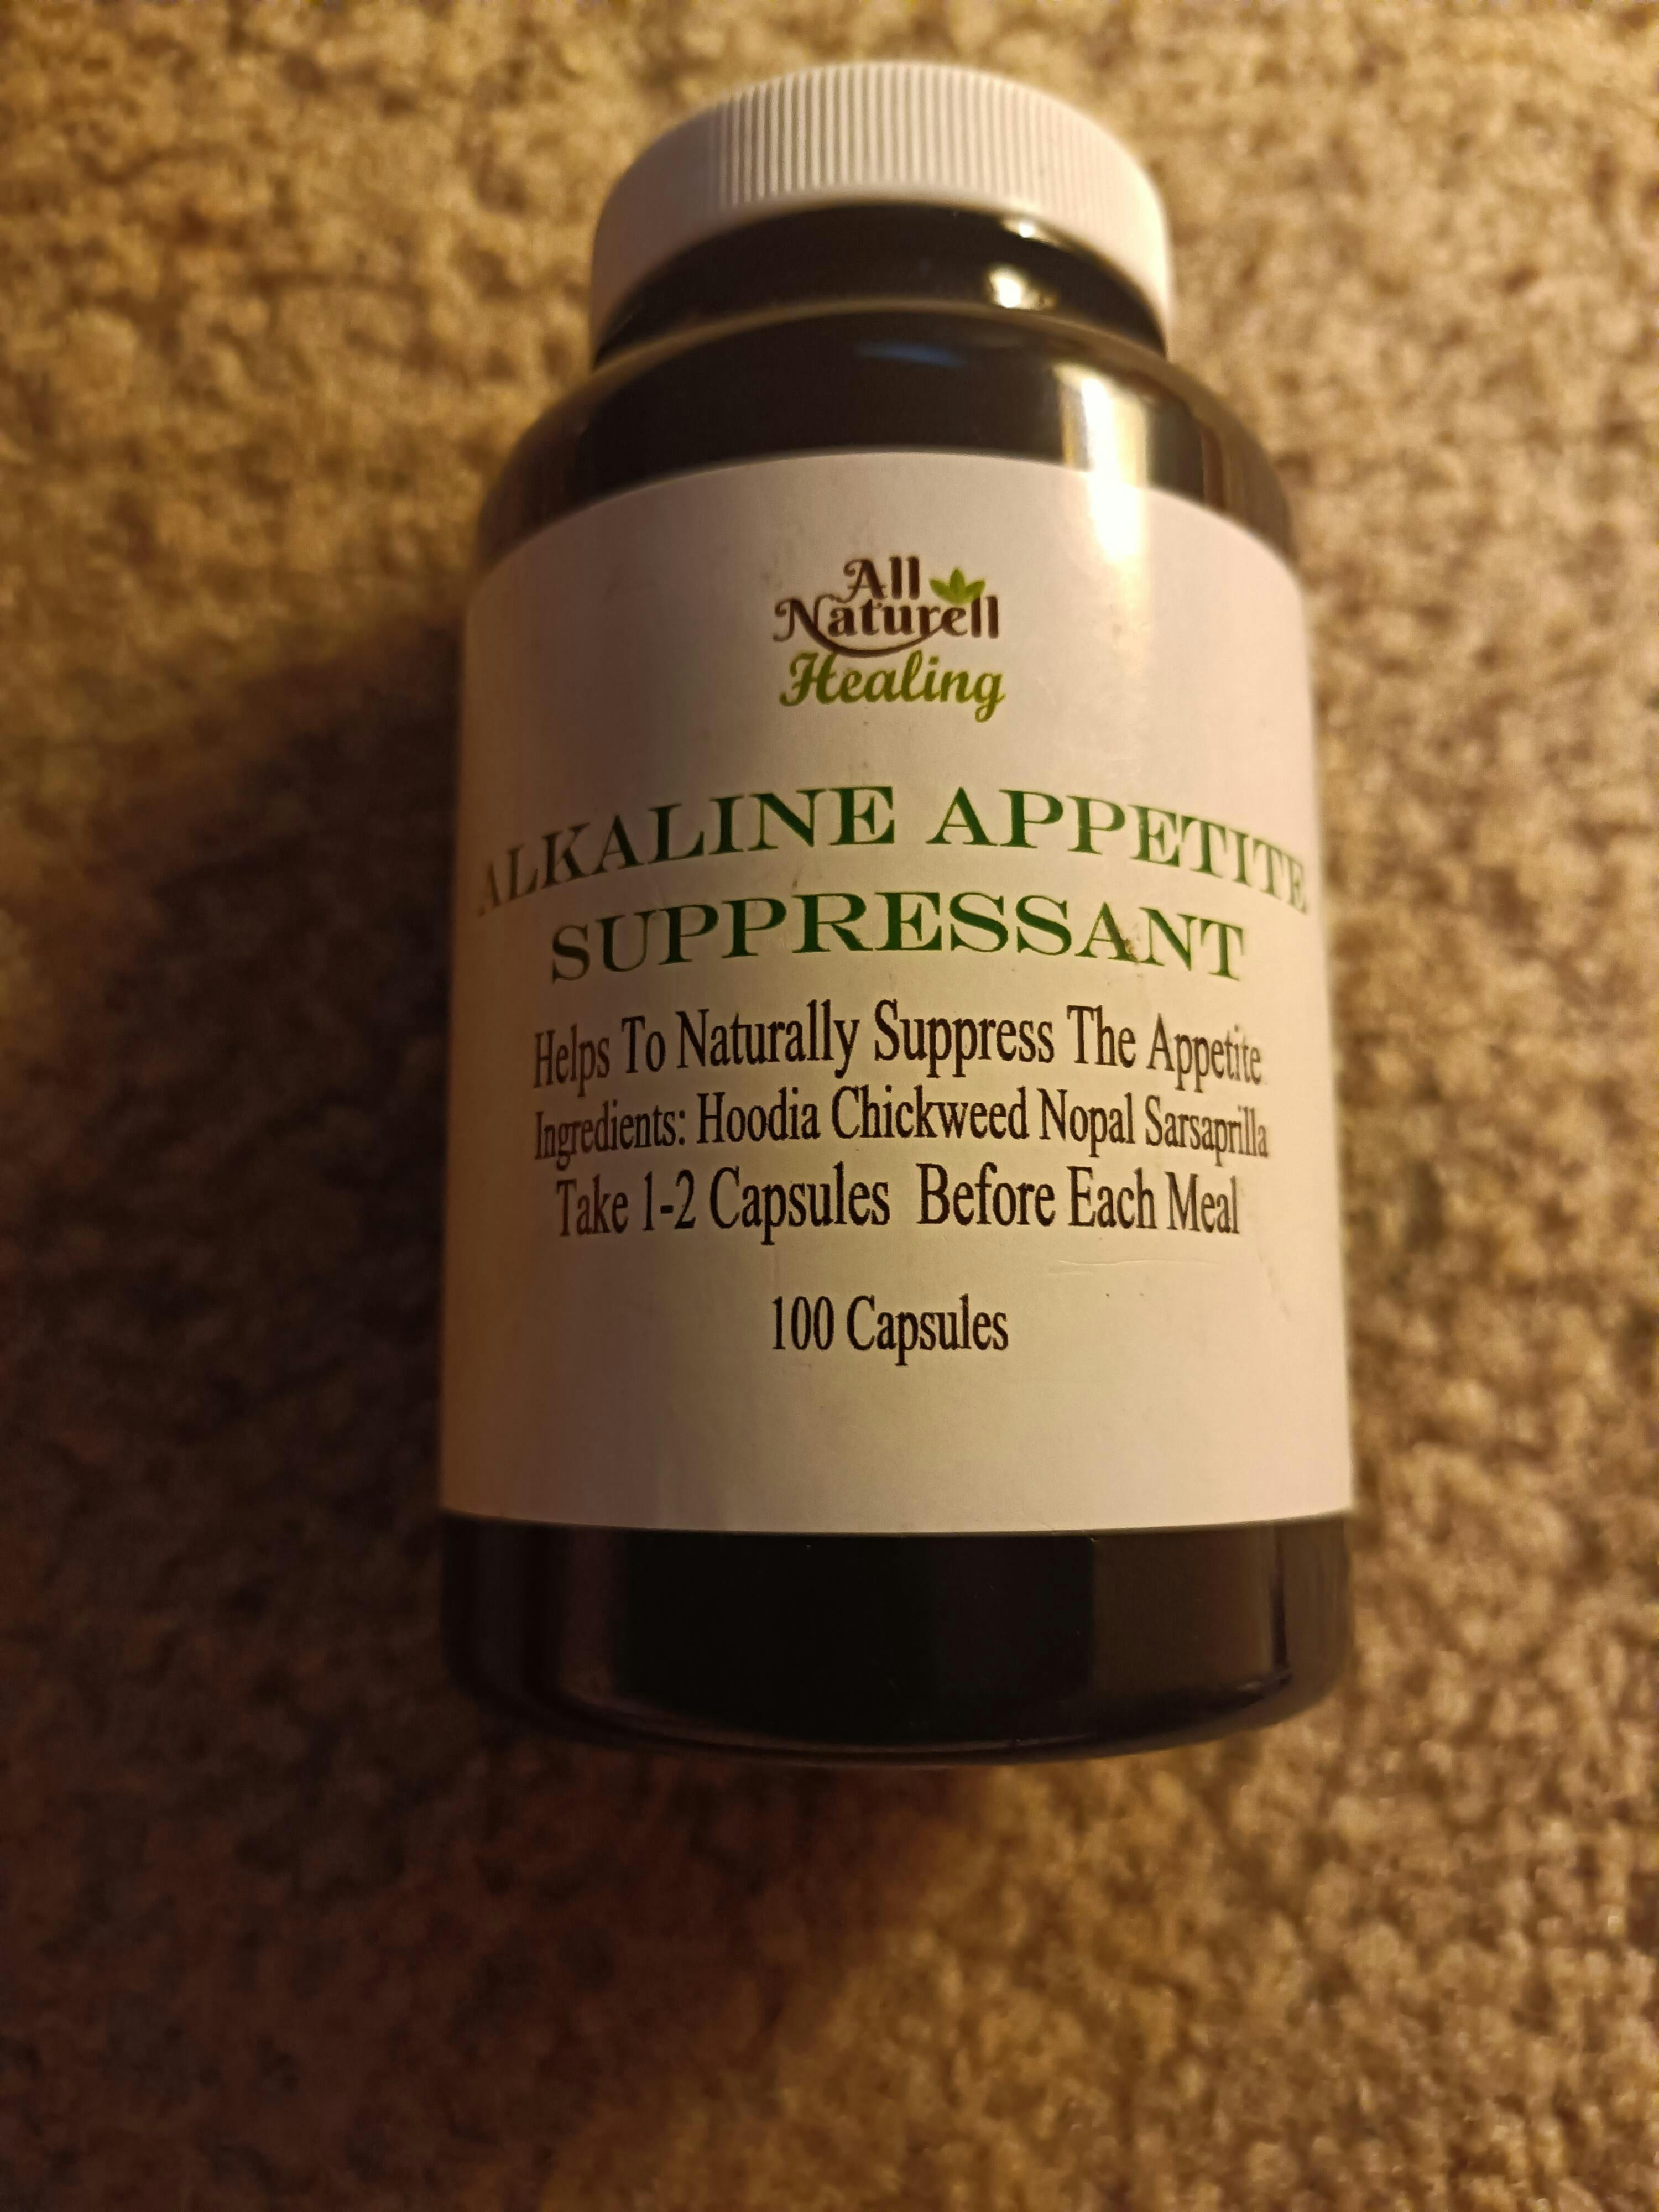 All
Naturell
Healing
ALKALINE APPETITE
SUPPRESSANT
Helps To Naturally Suppress The Appetite
Ingredients: Hoodia Chickweed Nopal Sarsaprilla
Take 1-2 Capsules Before Each Meal
100 Capsules